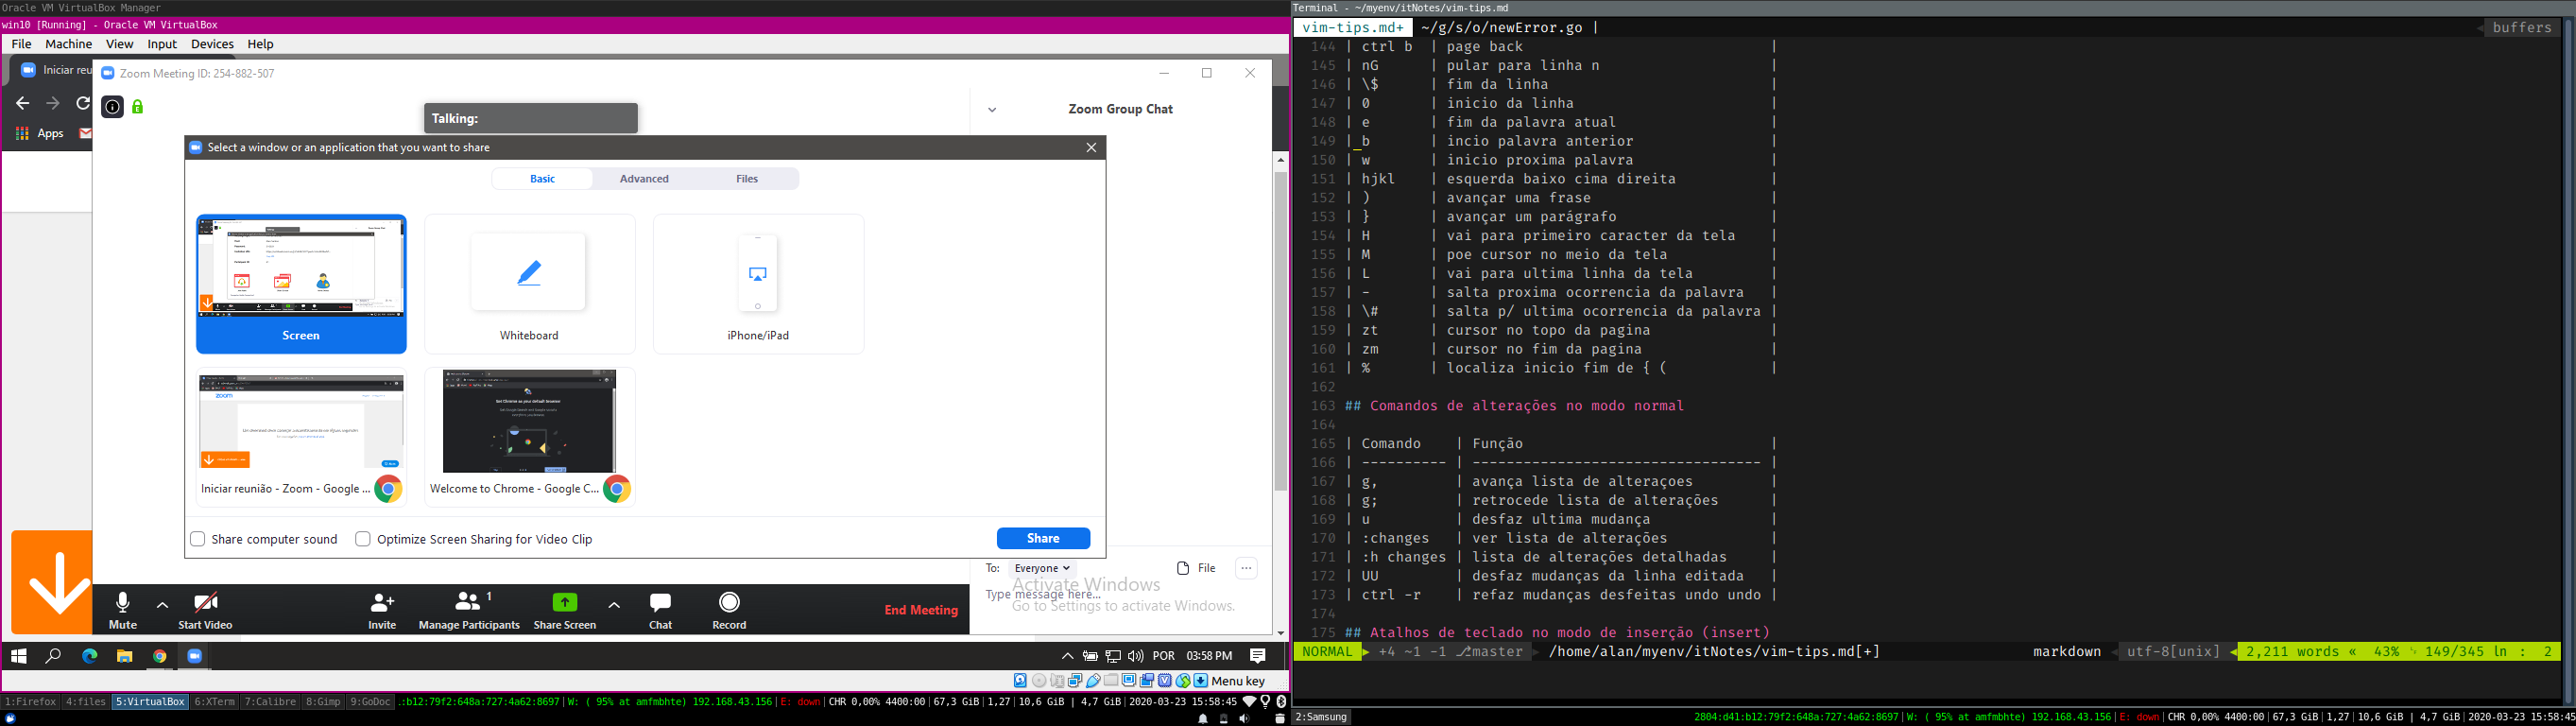 Oracle VM VirtualBox Manager
win10 [Running] - Oracle VM VirtualBox
File Machine View Input Devices Help
Iniciar reu
Zoom Meeting ID: 254-882-507
Apps
Talking:
Zoom Group Chat
Select a window or an application that you want to share
Basic Advanced Files
Screen Whiteboard iPhone/iPad
zoom
Iniciar reunião - Zoom - Google ... Welcome to Chrome - Google C...
Share computer sound Optimize Screen Sharing for Video Clip Share
To: Everyone File ...
Type message here...
Activate Windows
Go to Settings to activate Windows.
1
Mute Start Video Invite Manage Participants Share Screen Chat Record End Meeting
POR 03:58 PM
Menu key
1:Firefox 4:files 5:VirtualBox 6:XTerm 7:Calibre 8:Gimp 9:GoDoc .:b12:79f2:648a:727:4a62:8697|W: ( 95% at amfmbhte) 192.168.43.156|E: down|CHR 0,00% 4400:00|67,3 GiB|1,27|10,6 GiB | 4,7 GiB|2020-03-23 15:58:45
Terminal - ~/myenv/itNotes/vim-tips.md
vim-tips.md+ ~/g/s/o/newError.go | buffers
144 | ctrl b | page back |
145 | nG | pular para linha n |
146 | \$ | fim da linha |
147 | 0 | inicio da linha |
148 | e | fim da palavra atual |
149 |_b | incio palavra anterior |
150 | w | inicio proxima palavra |
151 | hjkl | esquerda baixo cima direita |
152 | ) | avançar uma frase |
153 | } | avançar um parágrafo |
154 | H | vai para primeiro caracter da tela |
155 | M | poe cursor no meio da tela |
156 | L | vai para ultima linha da tela |
157 | - | salta proxima ocorrencia da palavra |
158 | \# | salta p/ ultima ocorrencia da palavra |
159 | zt | cursor no topo da pagina |
160 | zm | cursor no fim da pagina |
161 | % | localiza inicio fim de { ( |
162
163 ## Comandos de alterações no modo normal
164
165 | Comando | Função |
166 | ---------- | ---------------------------------- |
167 | g, | avança lista de alteraçoes |
168 | g; | retrocede lista de alterações |
169 | u | desfaz ultima mudança |
170 | :changes | ver lista de alterações |
171 | :h changes | lista de alterações detalhadas |
172 | UU | desfaz mudanças da linha editada |
173 | ctrl -r | refaz mudanças desfeitas undo undo |
174
175 ## Atalhos de teclado no modo de inserção (insert)
NORMAL +4 ~1 -1 master /home/alan/myenv/itNotes/vim-tips.md[+] markdown utf-8[unix] 2,211 words « 43% 149/345 ln : 2
2:Samsung 2804:d41:b12:79f2:648a:727:4a62:8697|W: ( 95% at amfmbhte) 192.168.43.156|E: down|CHR 0,00% 4400:00|67,3 GiB|1,27|10,6 GiB | 4,7 GiB|2020-03-23 15:58:4